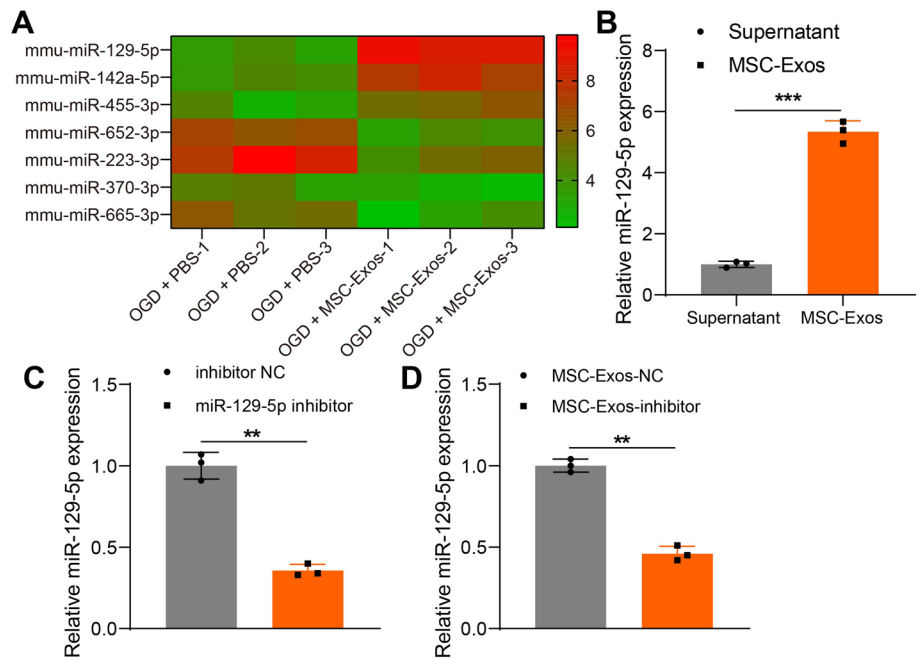 A
mmu-miR-129-5p
mmu-miR-142a-5p
mmu-miR-455-3p
mmu-miR-652-3p
mmu-miR-223-3p
mmu-miR-370-3p
mmu-miR-665-3p
OGD + PBS-1
OGD + PBS-2
OGD + PBS-3
OGD + MSC-Exos-1
OGD + MSC-Exos-2
OGD + MSC-Exos-3
8
6
4
B
Relative miR-129-5p expression
8
6
4
2
0
Supernatant
MSC-Exos
***
Supernatant
MSC-Exos
C
Relative miR-129-5p expression
1.5
1.0
0.5
0.0
inhibitor NC
miR-129-5p inhibitor
**
D
Relative miR-129-5p expression
1.5
1.0
0.5
0.0
MSC-Exos-NC
MSC-Exos-inhibitor
**